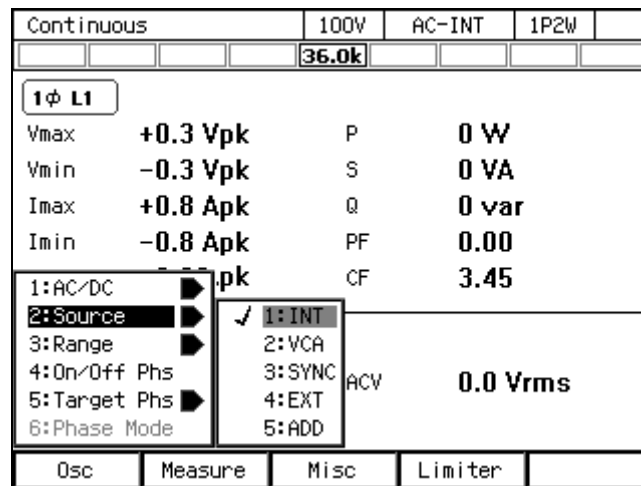 Continuous 100V AC-INT 1P2W
36.0k
1ϕ L1
Vmax +0.3 Vpk P 0 W
Vmin -0.3 Vpk S 0 VA
Imax +0.8 Apk Q 0 var
Imin -0.8 Apk PF 0.00
pk CF 3.45
1:AC/DC
2:Source
3:Range
4:On/Off Phs
5:Target Phs
6:Phase Mode
1:INT
2:VCA
3:SYNC
4:EXT
5:ADD
ACV 0.0 Vrms
Osc Measure Misc Limiter